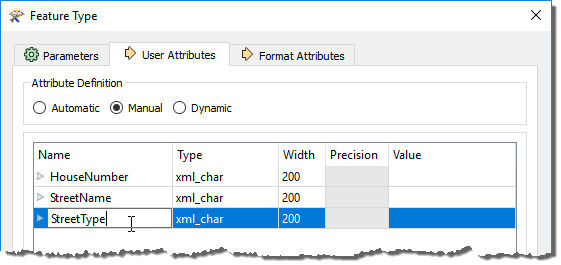 Feature Type
Parameters User Attributes Format Attributes
Attribute Definition
Automatic Manual Dynamic
Name Type Width Precision Value
HouseNumber xml_char 200
StreetName xml_char 200
StreetType xml_char 200